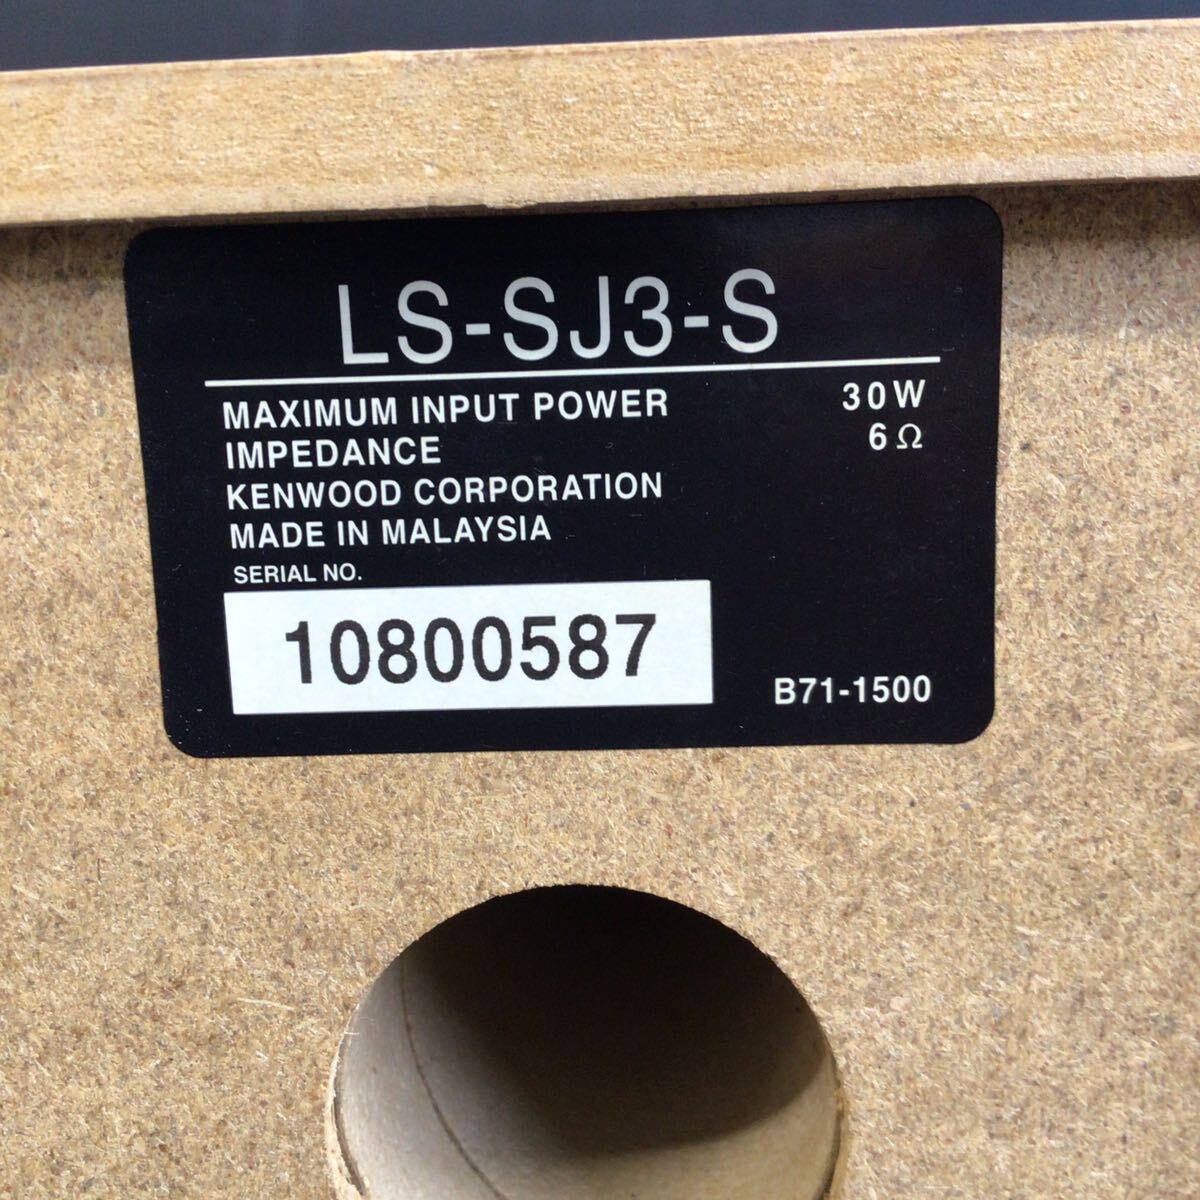 LS-SJ3-S
MAXIMUM INPUT POWER 30W
IMPEDANCE 6Ω
KENWOOD CORPORATION
MADE IN MALAYSIA
SERIAL NO.
10800587
B71-1500